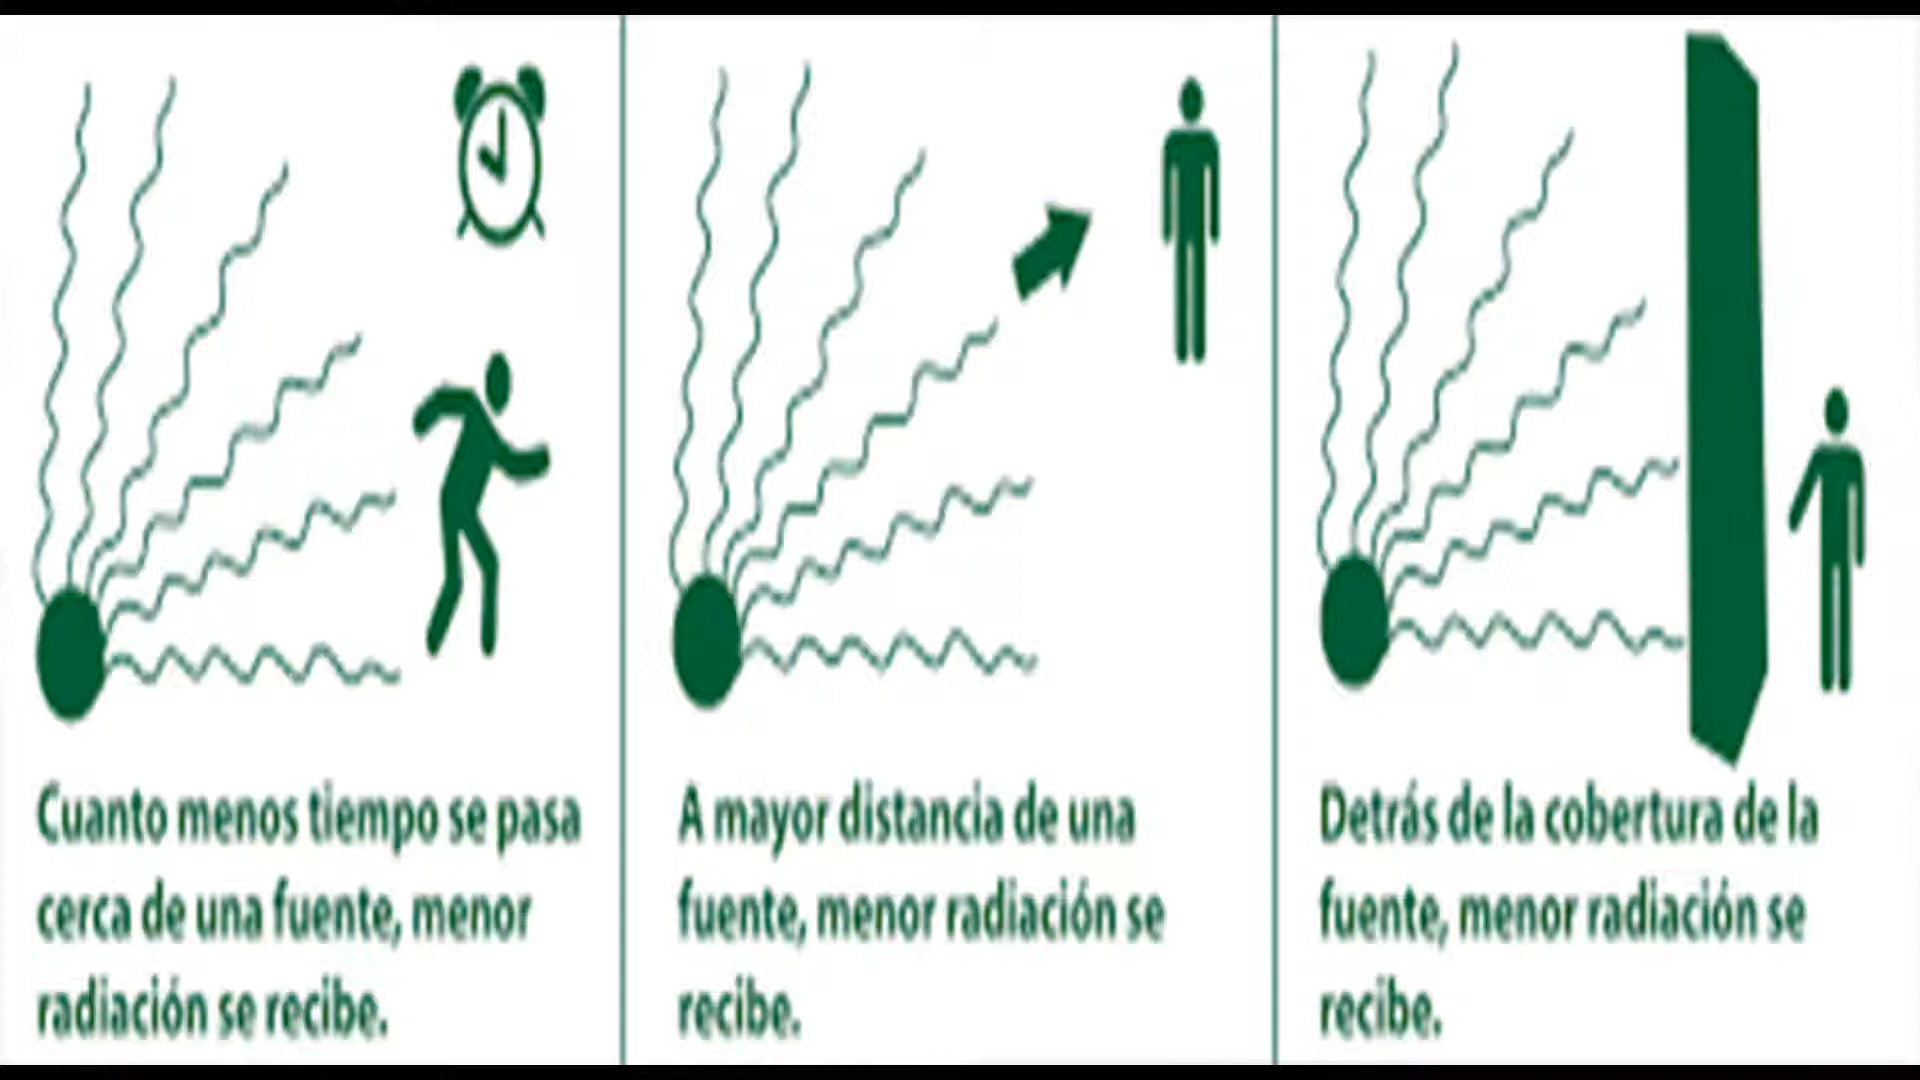 Cuanto menos tiempo se pasa
cerca de una fuente, menor
radiación se recibe.
A mayor distancia de una
fuente, menor radiación se
recibe.
Detrás de la cobertura de la
fuente, menor radiación se
recibe.